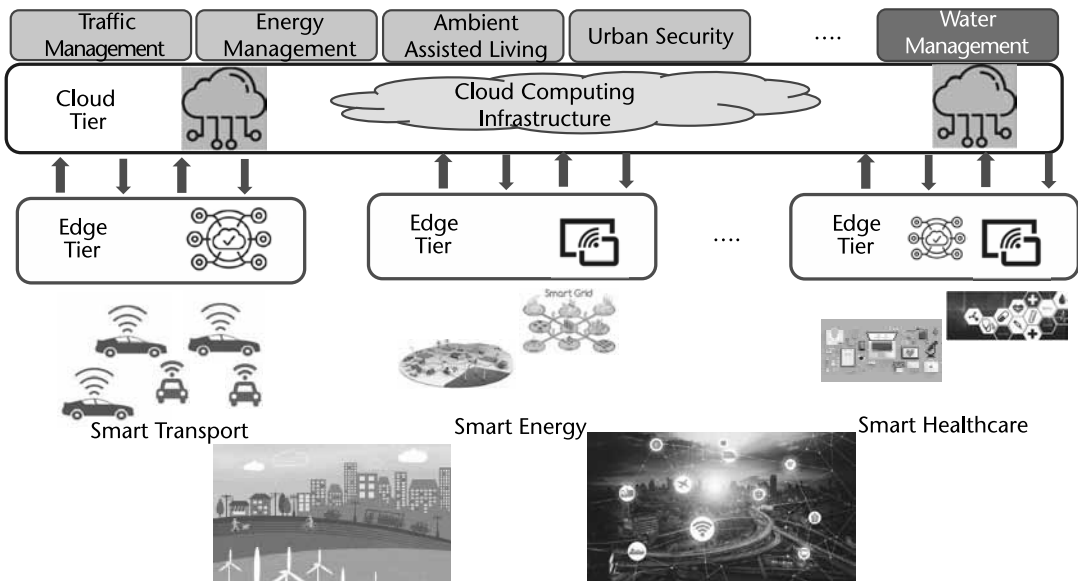 Traffic
Management
Energy
Management
Ambient
Assisted Living
Urban Security
....
Water
Management
Cloud
Tier
Cloud Computing
Infrastructure
Edge
Tier
Edge
Tier
....
Edge
Tier
Smart Grid
Smart Transport
Smart Energy
Smart Healthcare